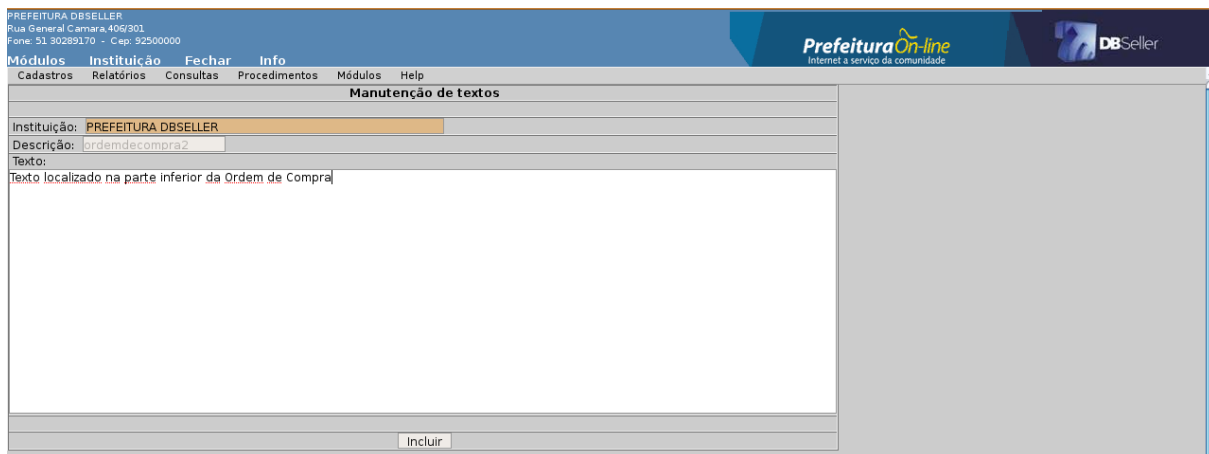 PREFEITURA DBSELLER
Rua General Camara,406/301
Fone: 51 30289170 - Cep: 92500000
Módulos Instituição Fechar Info
Prefeitura On-line
Internet a serviço da comunidade
DBSeller
Cadastros Relatórios Consultas Procedimentos Módulos Help
Manutenção de textos
Instituição: PREFEITURA DBSELLER
Descrição: ordemdecompra2
Texto:
Texto localizado na parte inferior da Ordem de Compra
Incluir